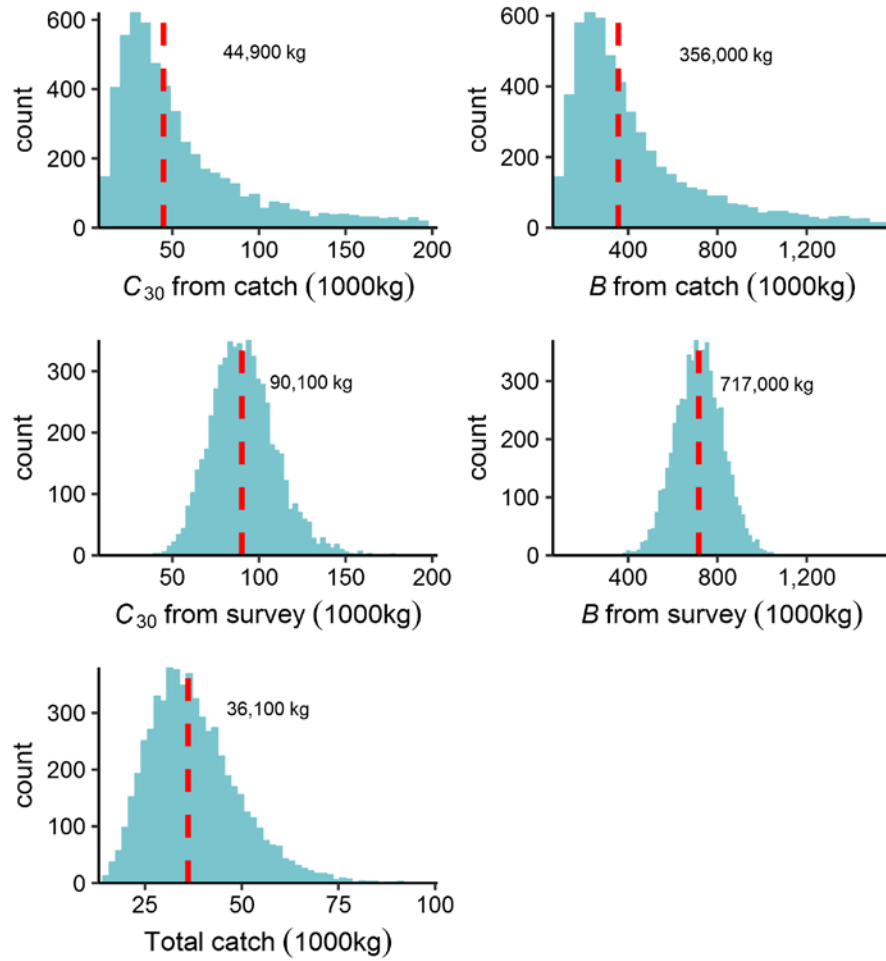 600
400
200
0
count
44,900 kg
50
100
150
200
C30 from catch (1000kg)
600
400
200
0
count
356,000 kg
400
800
1,200
B from catch (1000kg)
300
200
100
0
count
90,100 kg
50
100
150
200
C30 from survey (1000kg)
300
200
100
0
count
717,000 kg
400
800
1,200
B from survey (1000kg)
300
200
100
0
count
36,100 kg
25
50
75
100
Total catch (1000kg)